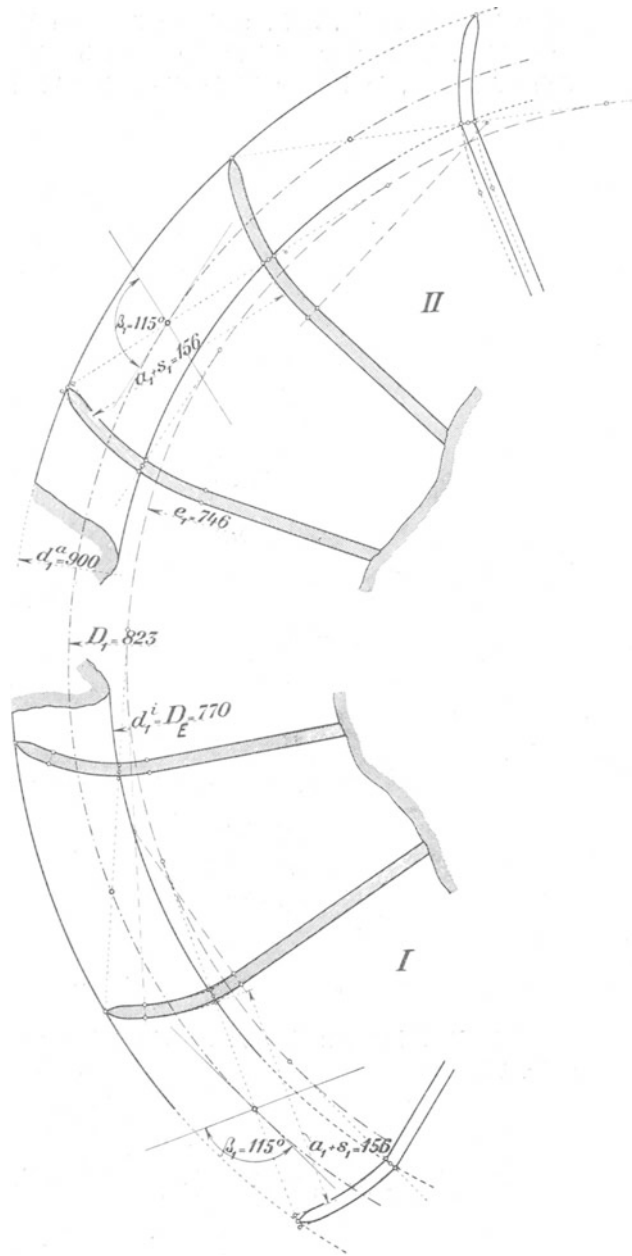 II
β₁=115°
a₁+s₁=156
e₁=746
d₁ᵃ=900
D₁=823
d₁ⁱ=D_E=770
I
β₁=115°
a₁+s₁=156